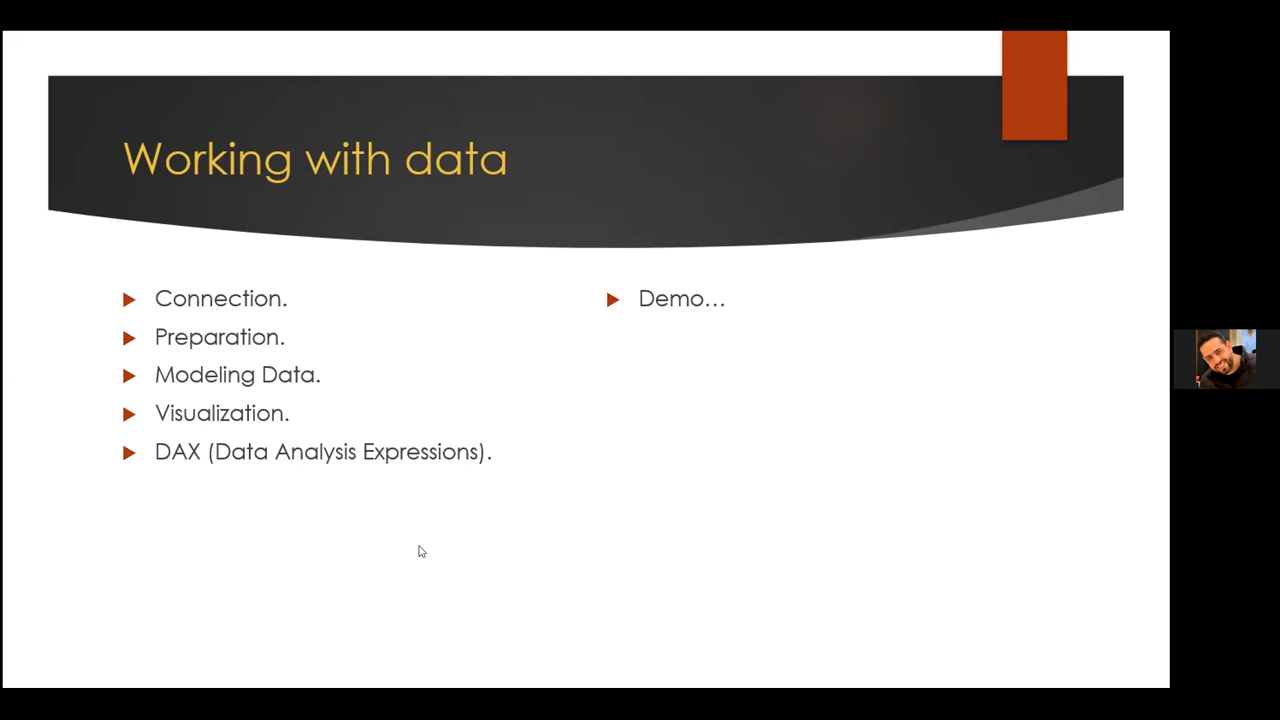 Working with data
Connection.
Preparation.
Modeling Data.
Visualization.
DAX (Data Analysis Expressions).
Demo…